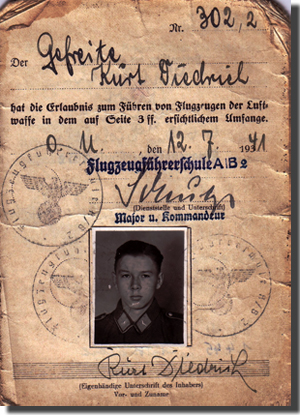 Nr. 302,2
Der Gefreite
Kurt Diedrich
hat die Erlaubnis zum Führen von Flugzeugen der Luft-
waffe in dem auf Seite 3 ff. ersichtlichem Umfange.
O. U. den 12. 7. 1941
Flugzeugführerschule A/B 2
(Dienststelle und Unterschrift)
Major u. Kommandeur
Kurt Diedrich
(Eigenhändige Unterschrift des Inhabers)
Vor- und Zuname